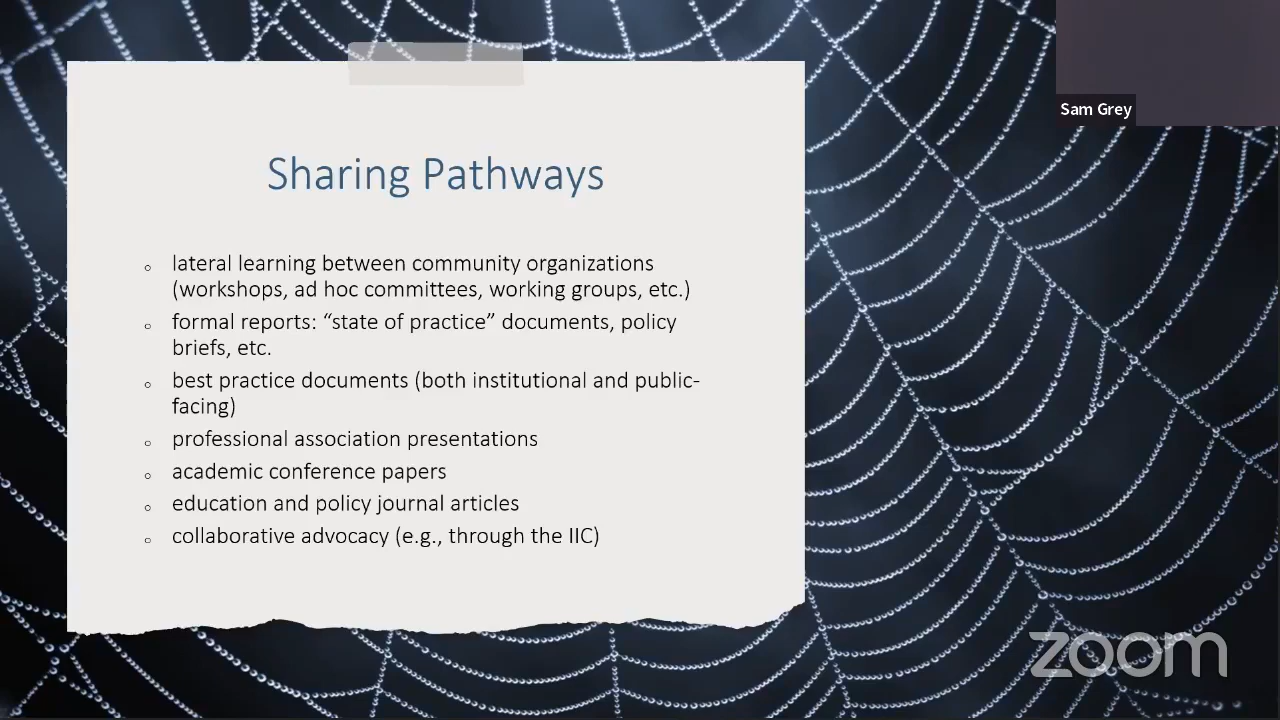 Sam Grey
Sharing Pathways
lateral learning between community organizations
(workshops, ad hoc committees, working groups, etc.)
formal reports: “state of practice” documents, policy
briefs, etc.
best practice documents (both institutional and public-
facing)
professional association presentations
academic conference papers
education and policy journal articles
collaborative advocacy (e.g., through the IIC)
zoom